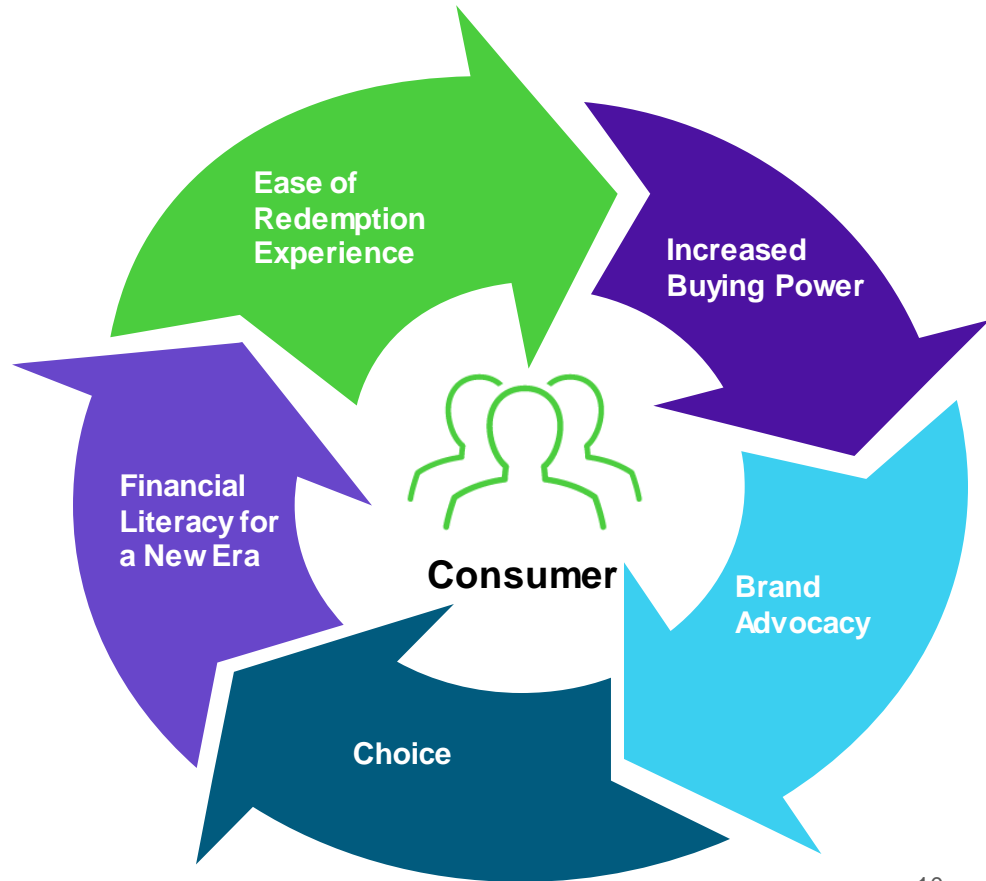 Ease of
Redemption
Experience
Increased
Buying Power
Financial
Literacy for
a New Era
Consumer
Brand
Advocacy
Choice